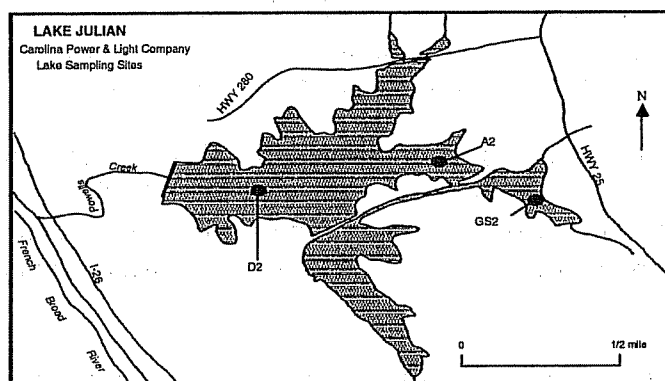 LAKE JULIAN
Carolina Power & Light Company
Lake Sampling Sites
HWY 280
N
A2
HWY 25
Creek
Powells
GS2
D2
I-26
French
Broad
River
0
1/2 mile